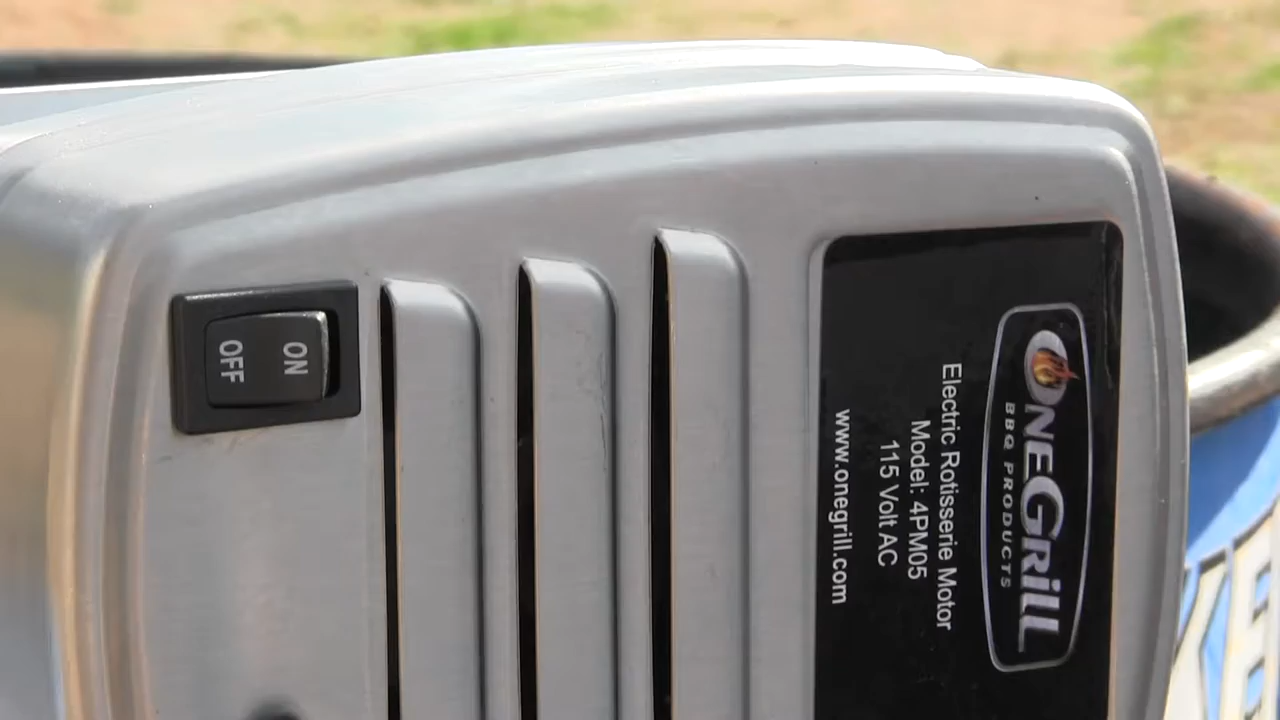 ONEGRILL
BBQ PRODUCTS
Electric Rotisserie Motor
Model: 4PM05
115 Volt AC
www.onegrill.com
ON
OFF